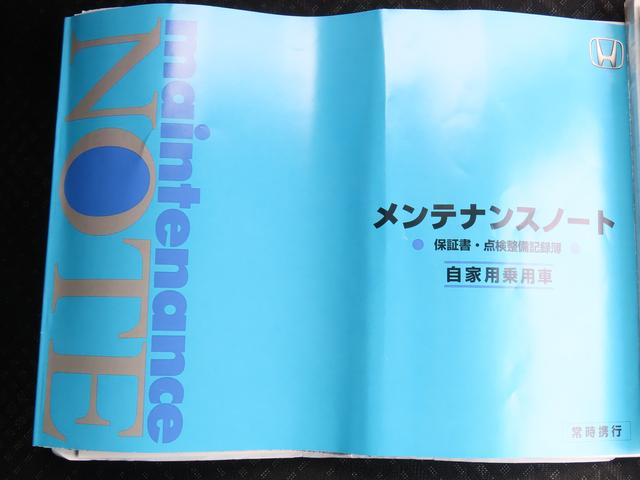 maintenance
NOTE
メンテナンスノート
保証書・点検整備記録簿
自家用乗用車
常時携行